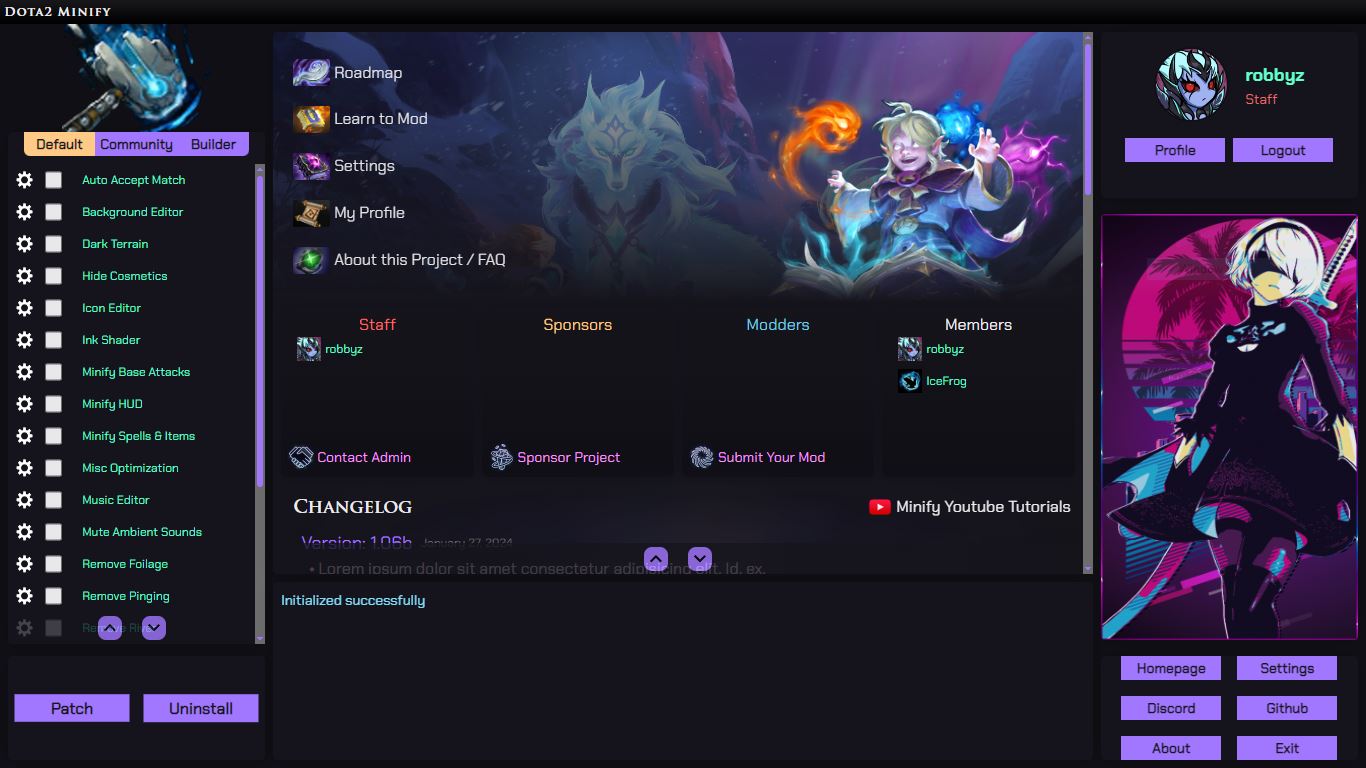 Dota2 Minify
Default
Community
Builder
Auto Accept Match
Background Editor
Dark Terrain
Hide Cosmetics
Icon Editor
Ink Shader
Minify Base Attacks
Minify HUD
Minify Spells & Items
Misc Optimization
Music Editor
Mute Ambient Sounds
Remove Foilage
Remove Pinging
Patch
Uninstall
Roadmap
Learn to Mod
Settings
My Profile
About this Project / FAQ
Staff
robbyz
Contact Admin
Sponsors
Sponsor Project
Modders
Submit Your Mod
Members
robbyz
IceFrog
Changelog
Minify Youtube Tutorials
Version: 1.06b January 27, 2024
• Lorem ipsum dolor sit amet consectetur adipisicing elit. Id, ex.
Initialized successfully
robbyz
Staff
Profile
Logout
Homepage
Settings
Discord
Github
About
Exit